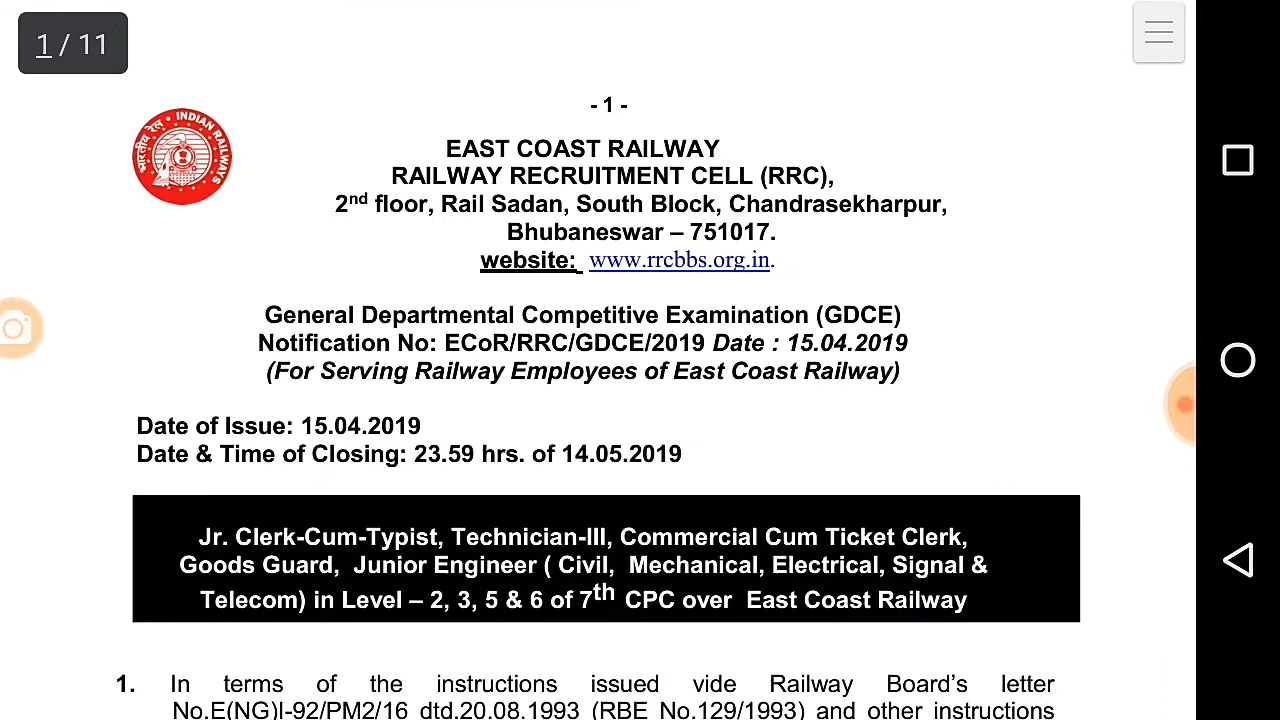 1 / 11
- 1 -
भारतीय रेल • INDIAN RAILWAYS
EAST COAST RAILWAY
RAILWAY RECRUITMENT CELL (RRC),
2nd floor, Rail Sadan, South Block, Chandrasekharpur,
Bhubaneswar – 751017.
website: www.rrcbbs.org.in.
General Departmental Competitive Examination (GDCE)
Notification No: ECoR/RRC/GDCE/2019 Date : 15.04.2019
(For Serving Railway Employees of East Coast Railway)
Date of Issue: 15.04.2019
Date & Time of Closing: 23.59 hrs. of 14.05.2019
Jr. Clerk-Cum-Typist, Technician-III, Commercial Cum Ticket Clerk,
Goods Guard, Junior Engineer ( Civil, Mechanical, Electrical, Signal &
Telecom) in Level – 2, 3, 5 & 6 of 7th CPC over East Coast Railway
1. In terms of the instructions issued vide Railway Board’s letter
No.E(NG)I-92/PM2/16 dtd.20.08.1993 (RBE No.129/1993) and other instructions